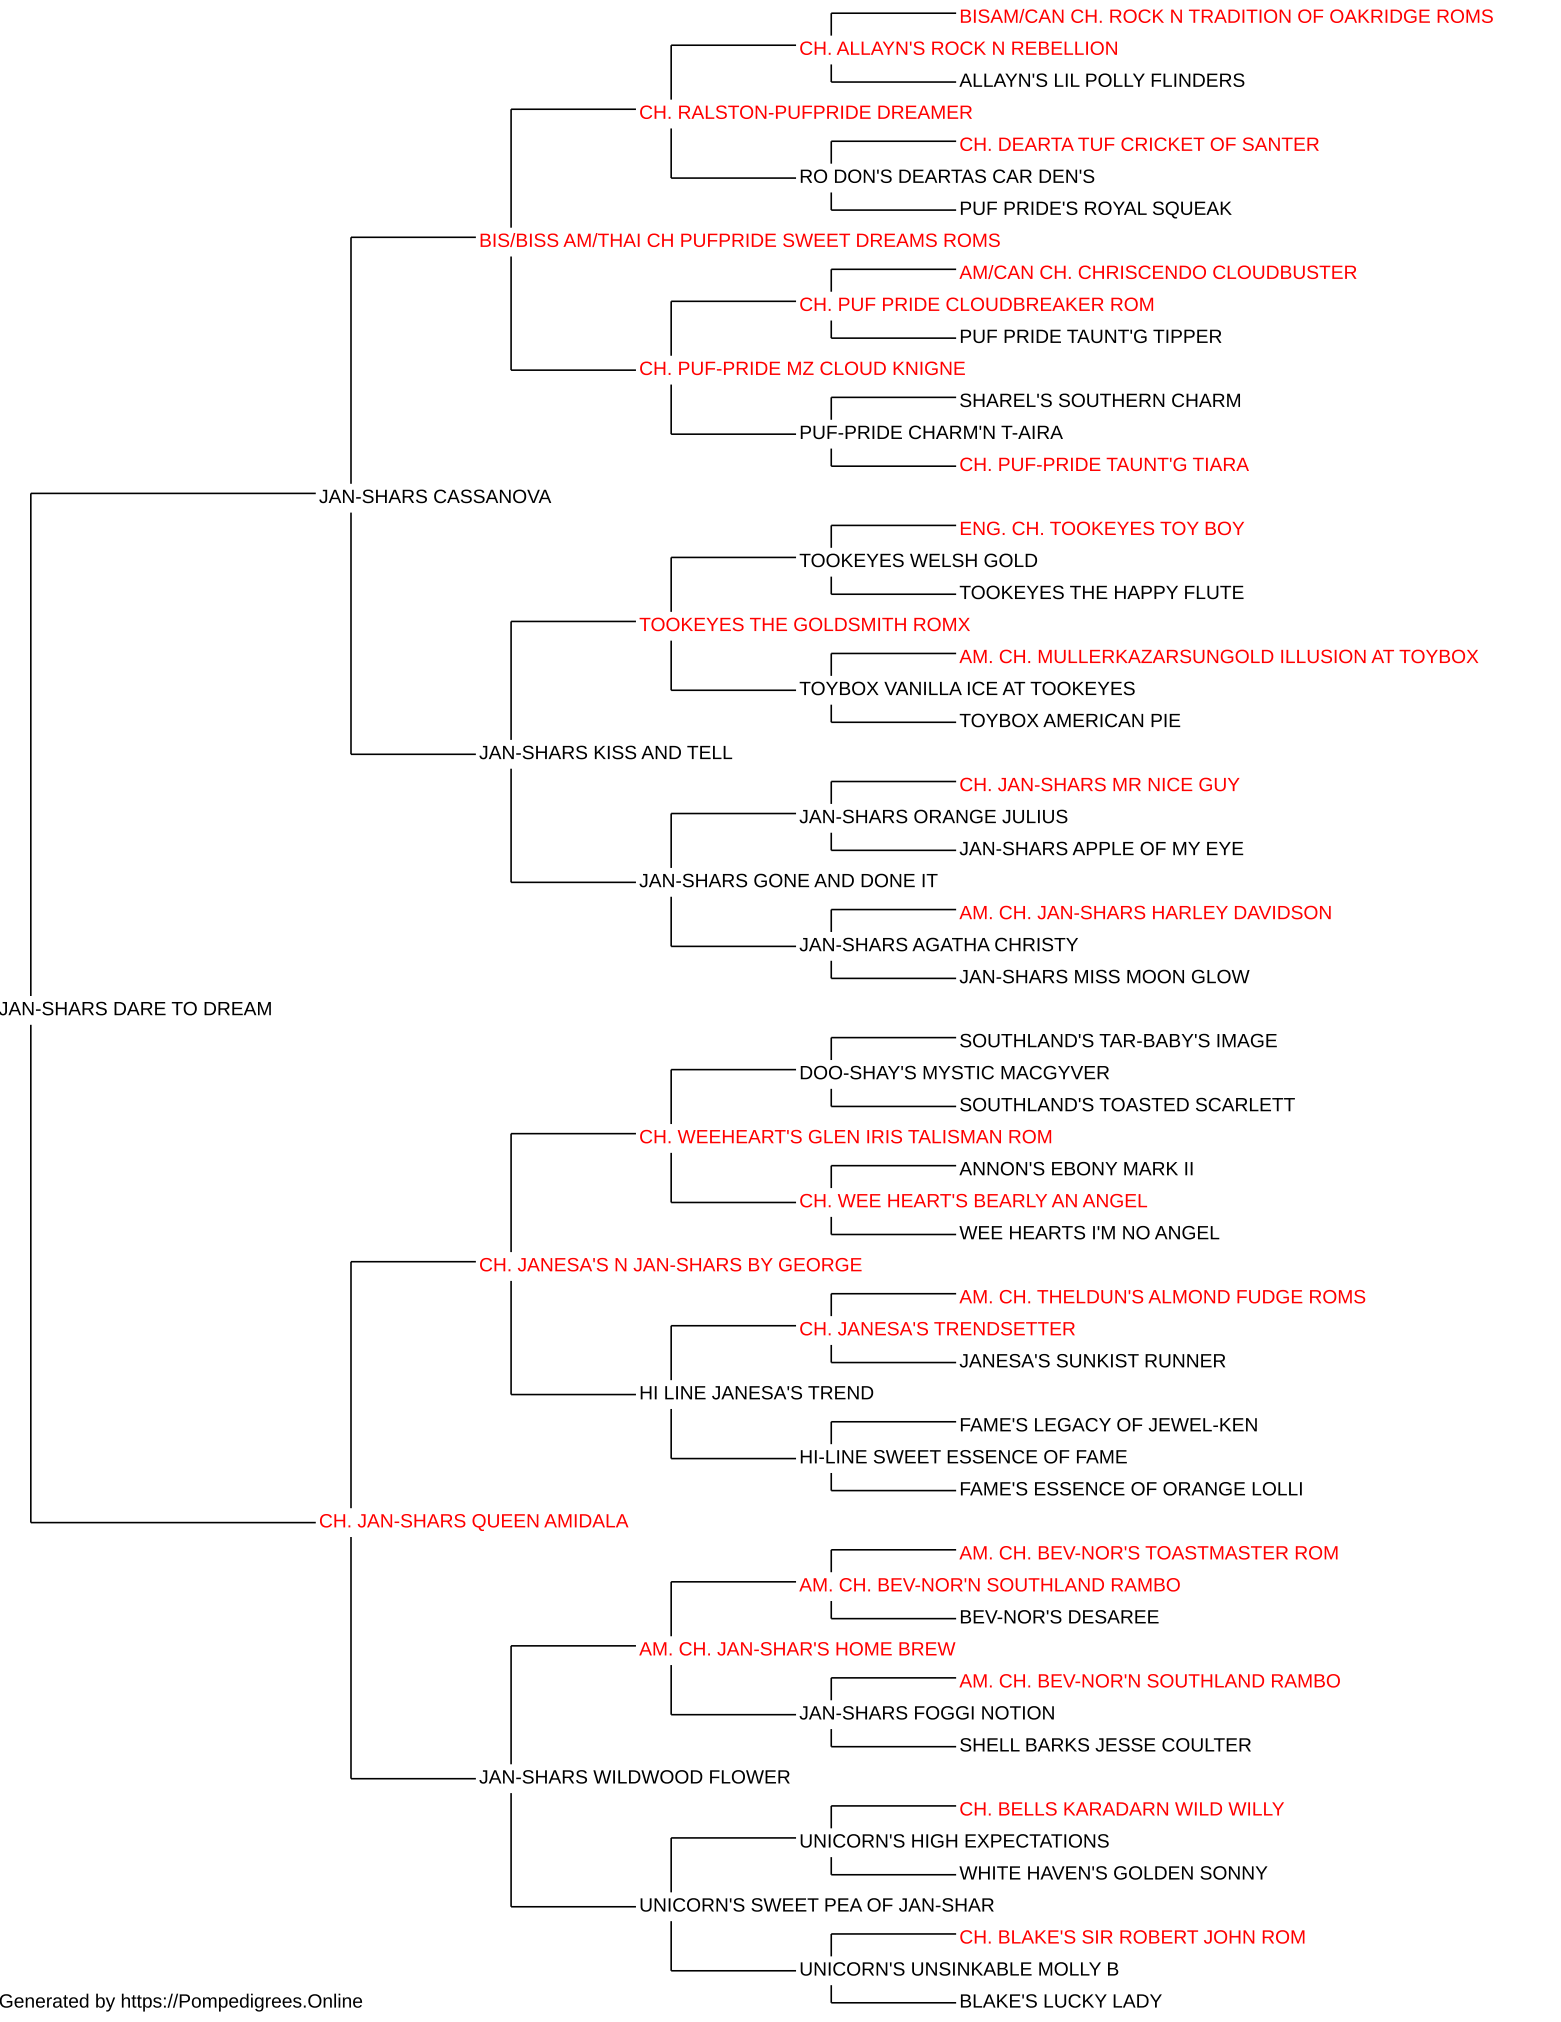 BISAM/CAN CH. ROCK N TRADITION OF OAKRIDGE ROMS
CH. ALLAYN'S ROCK N REBELLION
ALLAYN'S LIL POLLY FLINDERS
CH. RALSTON-PUFPRIDE DREAMER
CH. DEARTA TUF CRICKET OF SANTER
RO DON'S DEARTAS CAR DEN'S
PUF PRIDE'S ROYAL SQUEAK
BIS/BISS AM/THAI CH PUFPRIDE SWEET DREAMS ROMS
AM/CAN CH. CHRISCENDO CLOUDBUSTER
CH. PUF PRIDE CLOUDBREAKER ROM
PUF PRIDE TAUNT'G TIPPER
CH. PUF-PRIDE MZ CLOUD KNIGNE
SHAREL'S SOUTHERN CHARM
PUF-PRIDE CHARM'N T-AIRA
CH. PUF-PRIDE TAUNT'G TIARA
JAN-SHARS CASSANOVA
ENG. CH. TOOKEYES TOY BOY
TOOKEYES WELSH GOLD
TOOKEYES THE HAPPY FLUTE
TOOKEYES THE GOLDSMITH ROMX
AM. CH. MULLERKAZARSUNGOLD ILLUSION AT TOYBOX
TOYBOX VANILLA ICE AT TOOKEYES
TOYBOX AMERICAN PIE
JAN-SHARS KISS AND TELL
CH. JAN-SHARS MR NICE GUY
JAN-SHARS ORANGE JULIUS
JAN-SHARS APPLE OF MY EYE
JAN-SHARS GONE AND DONE IT
AM. CH. JAN-SHARS HARLEY DAVIDSON
JAN-SHARS AGATHA CHRISTY
JAN-SHARS MISS MOON GLOW
JAN-SHARS DARE TO DREAM
SOUTHLAND'S TAR-BABY'S IMAGE
DOO-SHAY'S MYSTIC MACGYVER
SOUTHLAND'S TOASTED SCARLETT
CH. WEEHEART'S GLEN IRIS TALISMAN ROM
ANNON'S EBONY MARK II
CH. WEE HEART'S BEARLY AN ANGEL
WEE HEARTS I'M NO ANGEL
CH. JANESA'S N JAN-SHARS BY GEORGE
AM. CH. THELDUN'S ALMOND FUDGE ROMS
CH. JANESA'S TRENDSETTER
JANESA'S SUNKIST RUNNER
HI LINE JANESA'S TREND
FAME'S LEGACY OF JEWEL-KEN
HI-LINE SWEET ESSENCE OF FAME
FAME'S ESSENCE OF ORANGE LOLLI
CH. JAN-SHARS QUEEN AMIDALA
AM. CH. BEV-NOR'S TOASTMASTER ROM
AM. CH. BEV-NOR'N SOUTHLAND RAMBO
BEV-NOR'S DESAREE
AM. CH. JAN-SHAR'S HOME BREW
AM. CH. BEV-NOR'N SOUTHLAND RAMBO
JAN-SHARS FOGGI NOTION
SHELL BARKS JESSE COULTER
JAN-SHARS WILDWOOD FLOWER
CH. BELLS KARADARN WILD WILLY
UNICORN'S HIGH EXPECTATIONS
WHITE HAVEN'S GOLDEN SONNY
UNICORN'S SWEET PEA OF JAN-SHAR
CH. BLAKE'S SIR ROBERT JOHN ROM
UNICORN'S UNSINKABLE MOLLY B
BLAKE'S LUCKY LADY
Generated by https://Pompedigrees.Online